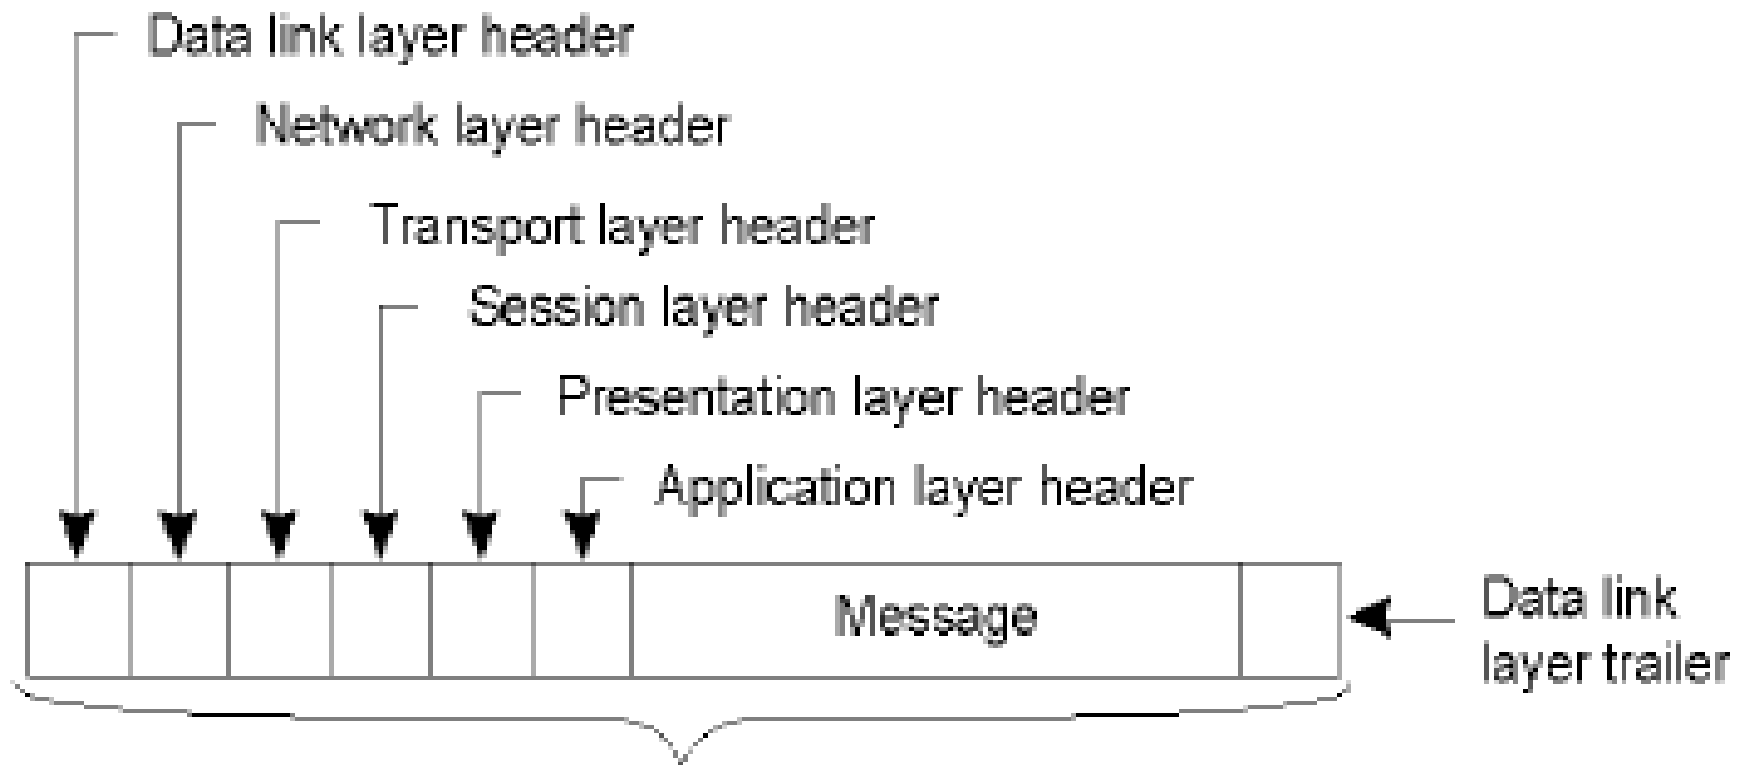 Data link layer header
Network layer header
Transport layer header
Session layer header
Presentation layer header
Application layer header
Message
Data link
layer trailer